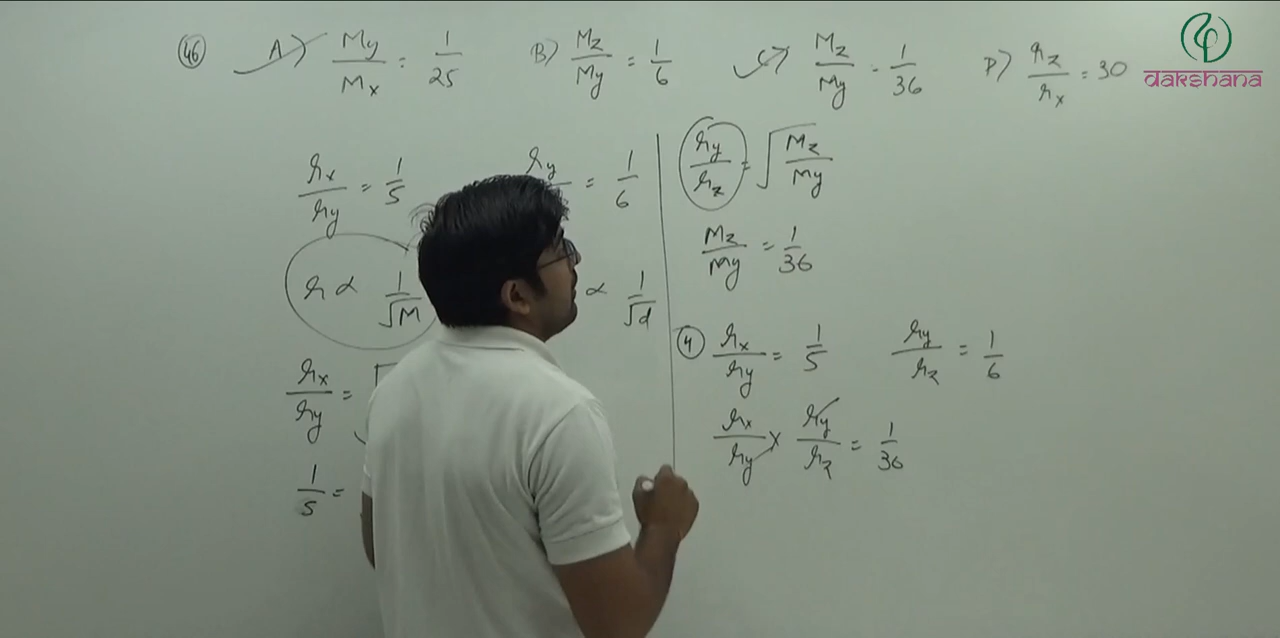 46 A) My/Mx = 1/25 B) Mz/My = 1/6 C) Mz/My = 1/36 D) rz/rx = 30
dakshana
rx/ry = 1/5
ry = 1/6
r ∝ 1/√M
∝ 1/√d
rx/ry =
1/5 =
ry/rz = √Mz/My
Mz/My = 1/36
4 rx/ry = 1/5 ry/rz = 1/6
rx/ry × ry/rz = 1/36